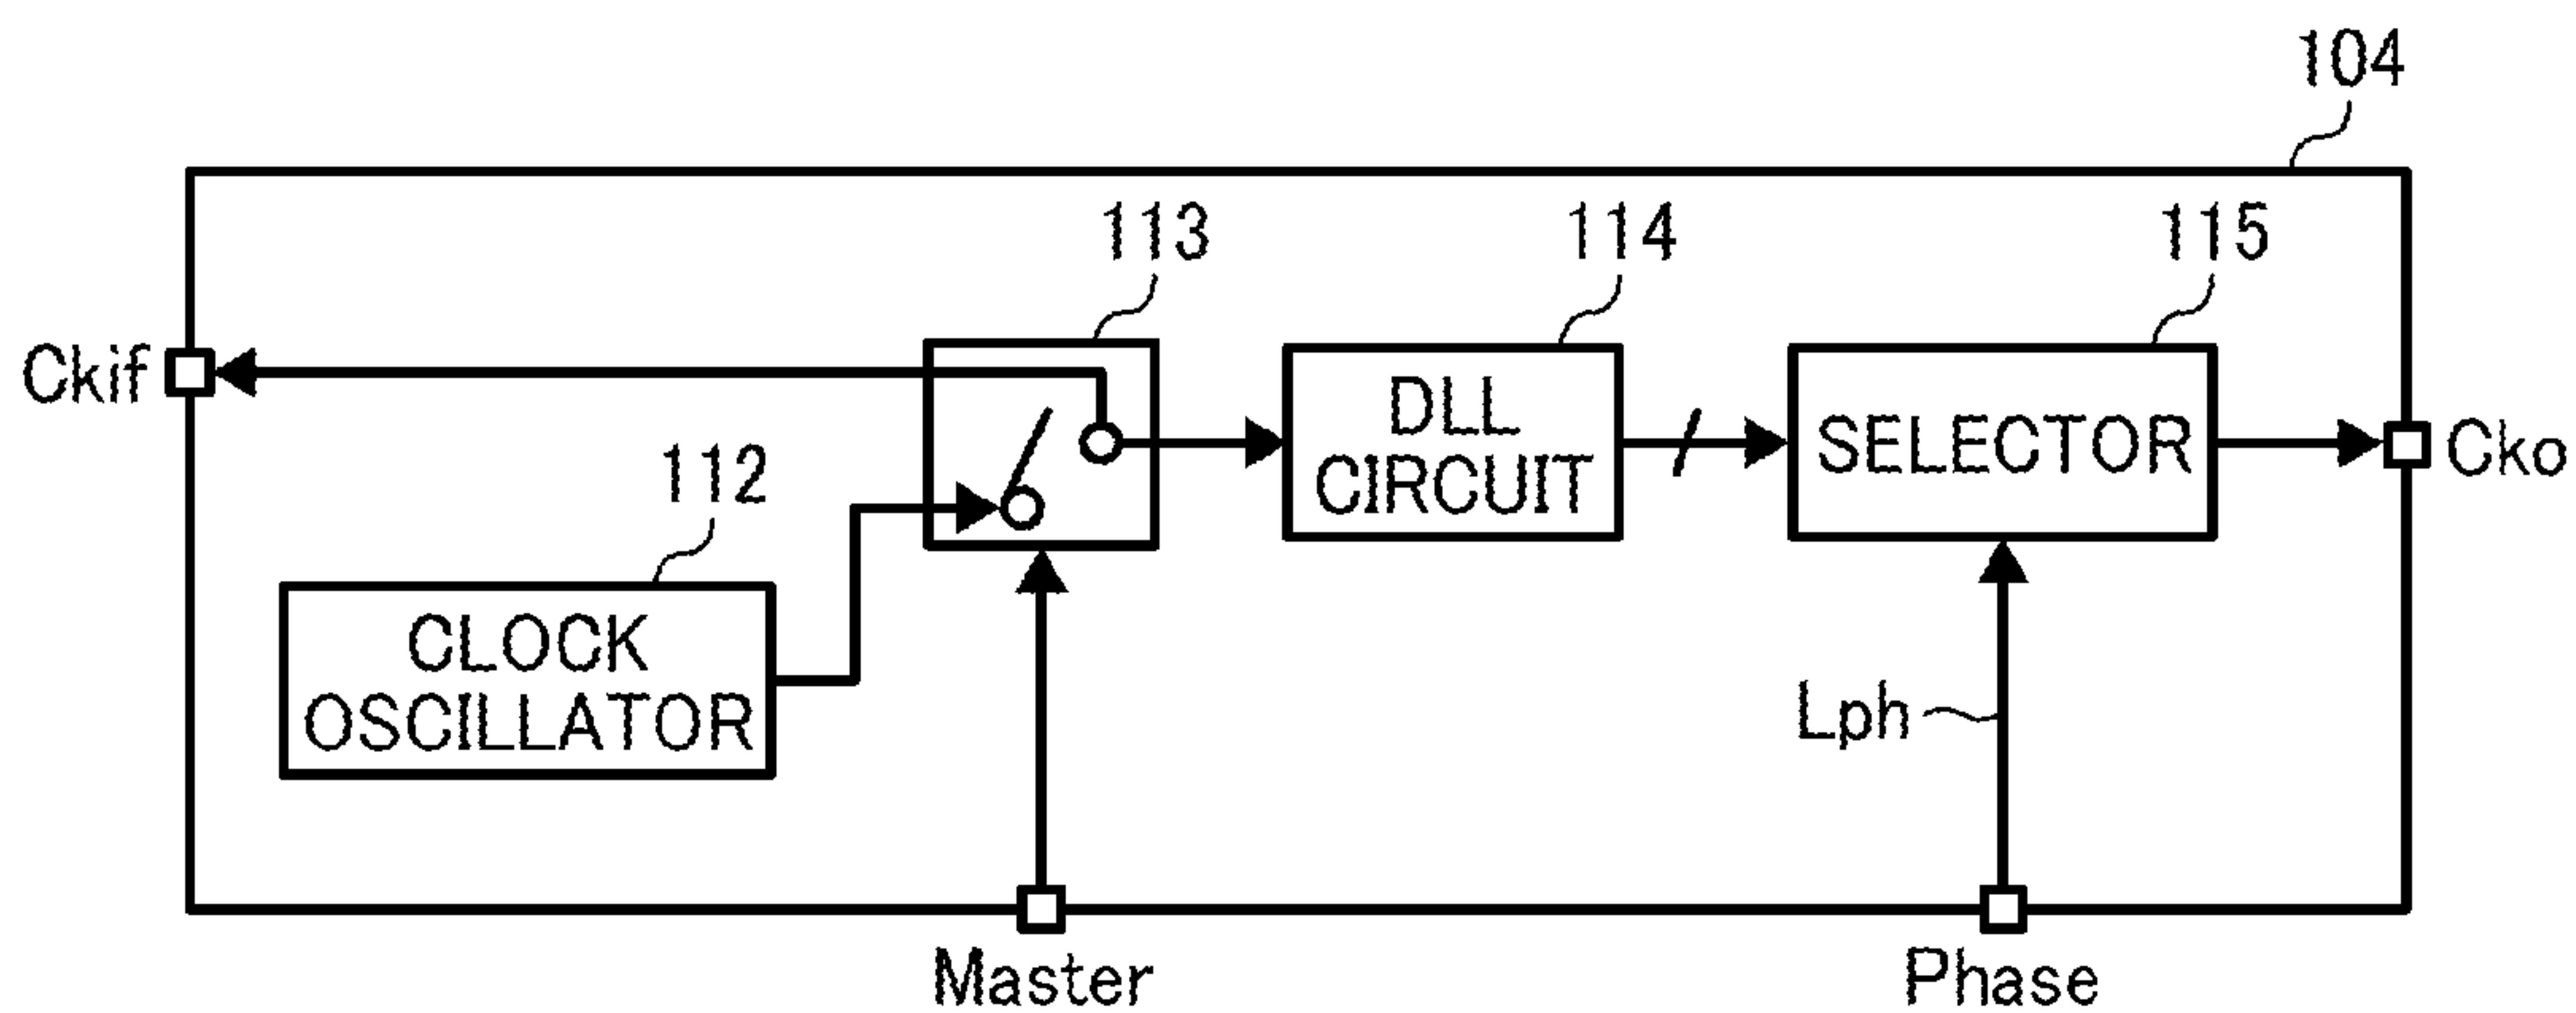 104
113
114
115
Ckif
DLL
CIRCUIT
SELECTOR
Cko
112
CLOCK
OSCILLATOR
Lph
Master
Phase